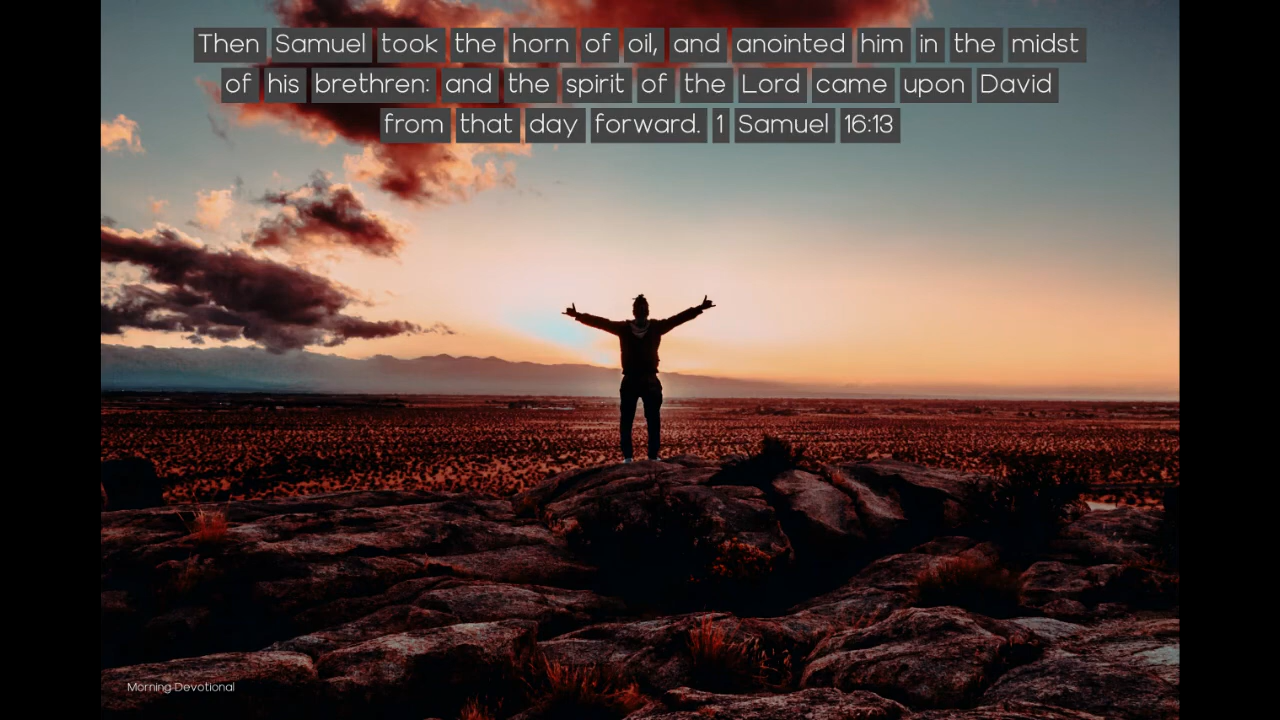 Then Samuel took the horn of oil, and anointed him in the midst
of his brethren: and the spirit of the Lord came upon David
from that day forward. 1 Samuel 16:13
Morning Devotional